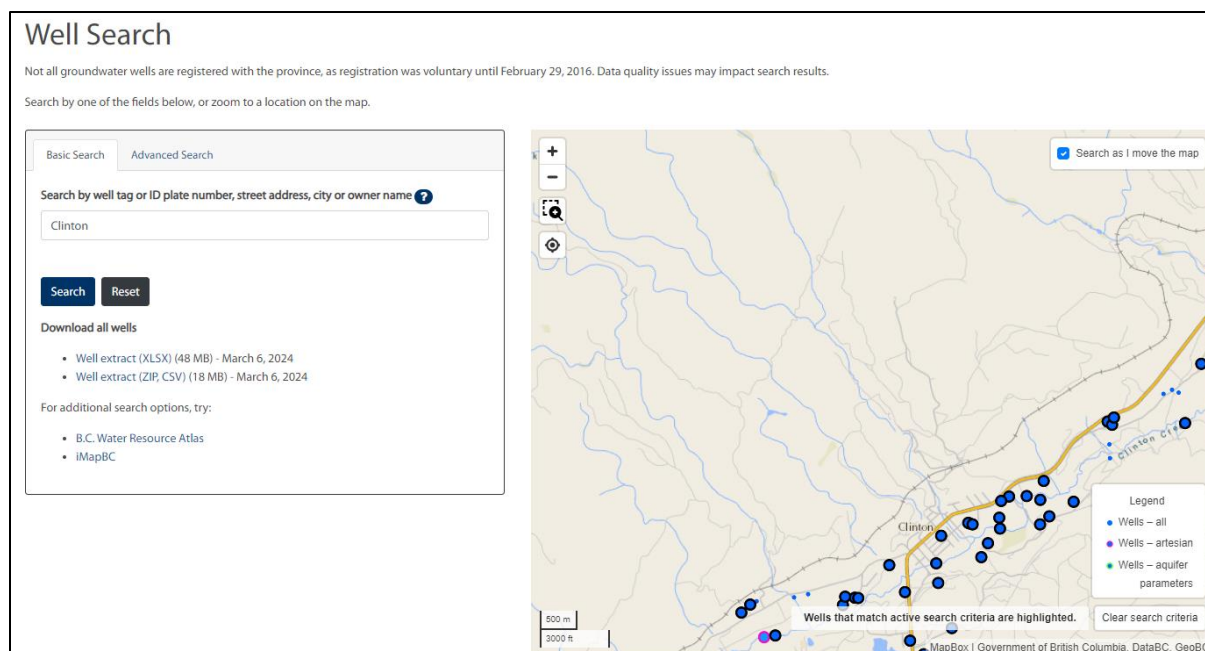 Well Search
Not all groundwater wells are registered with the province, as registration was voluntary until February 29, 2016. Data quality issues may impact search results.
Search by one of the fields below, or zoom to a location on the map.
Basic Search Advanced Search
Search by well tag or ID plate number, street address, city or owner name ?
Clinton
Search Reset
Download all wells
• Well extract (XLSX) (48 MB) - March 6, 2024
• Well extract (ZIP, CSV) (18 MB) - March 6, 2024
For additional search options, try:
• B.C. Water Resource Atlas
• iMapBC
+
−
Search as I move the map
Clinton
Legend
Wells – all
Wells – artesian
Wells – aquifer
parameters
500 m
3000 ft
Wells that match active search criteria are highlighted.
Clear search criteria
MapBox | Government of British Columbia, DataBC, GeoBC